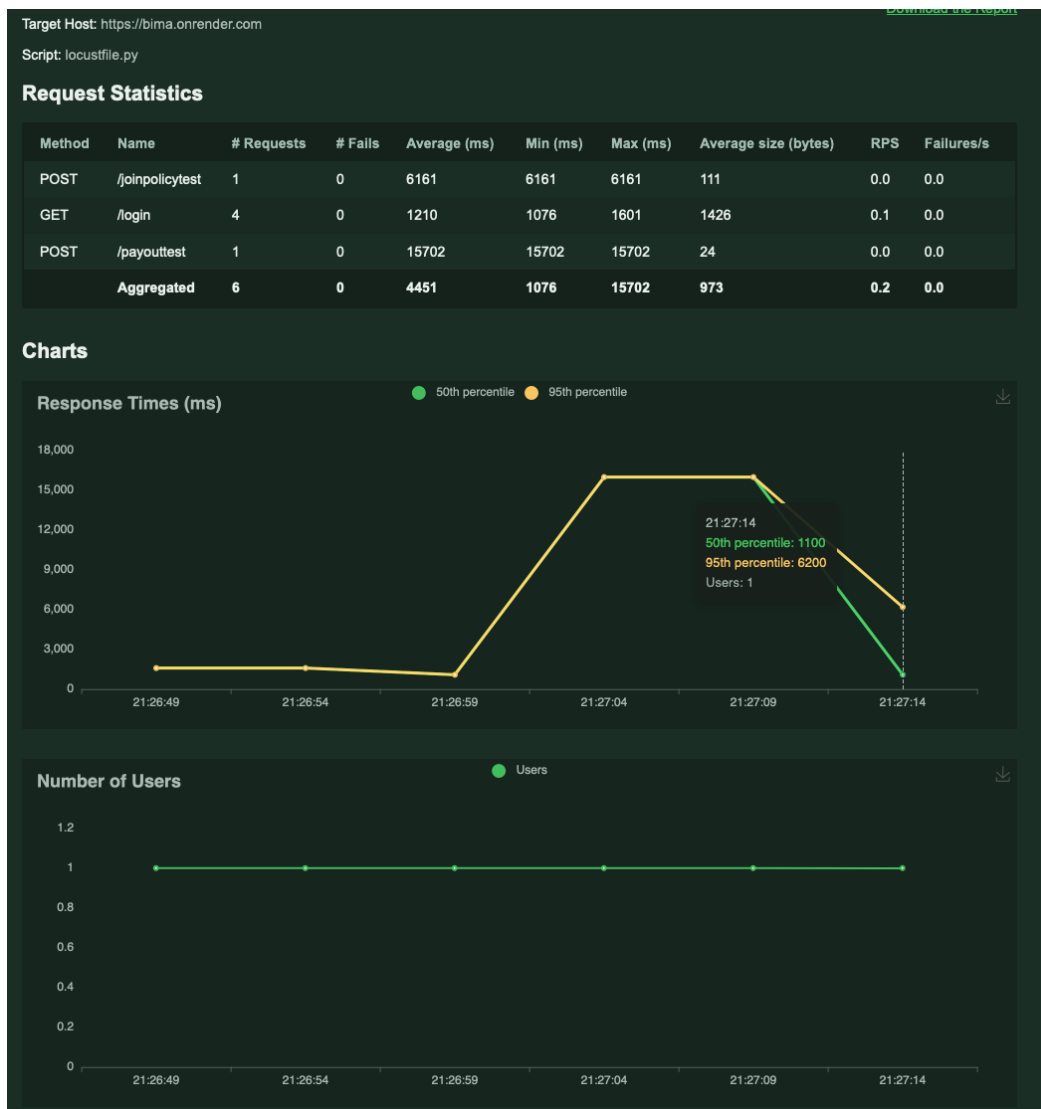 Download the Report
Target Host: https://bima.onrender.com
Script: locustfile.py
Request Statistics
Method Name # Requests # Fails Average (ms) Min (ms) Max (ms) Average size (bytes) RPS Failures/s
POST /joinpolicytest 1 0 6161 6161 6161 111 0.0 0.0
GET /login 4 0 1210 1076 1601 1426 0.1 0.0
POST /payouttest 1 0 15702 15702 15702 24 0.0 0.0
Aggregated 6 0 4451 1076 15702 973 0.2 0.0
Charts
50th percentile 95th percentile
Response Times (ms)
18,000
15,000
12,000
9,000
6,000
3,000
0
21:27:14
50th percentile: 1100
95th percentile: 6200
Users: 1
21:26:49 21:26:54 21:26:59 21:27:04 21:27:09 21:27:14
Users
Number of Users
1.2
1
0.8
0.6
0.4
0.2
0
21:26:49 21:26:54 21:26:59 21:27:04 21:27:09 21:27:14